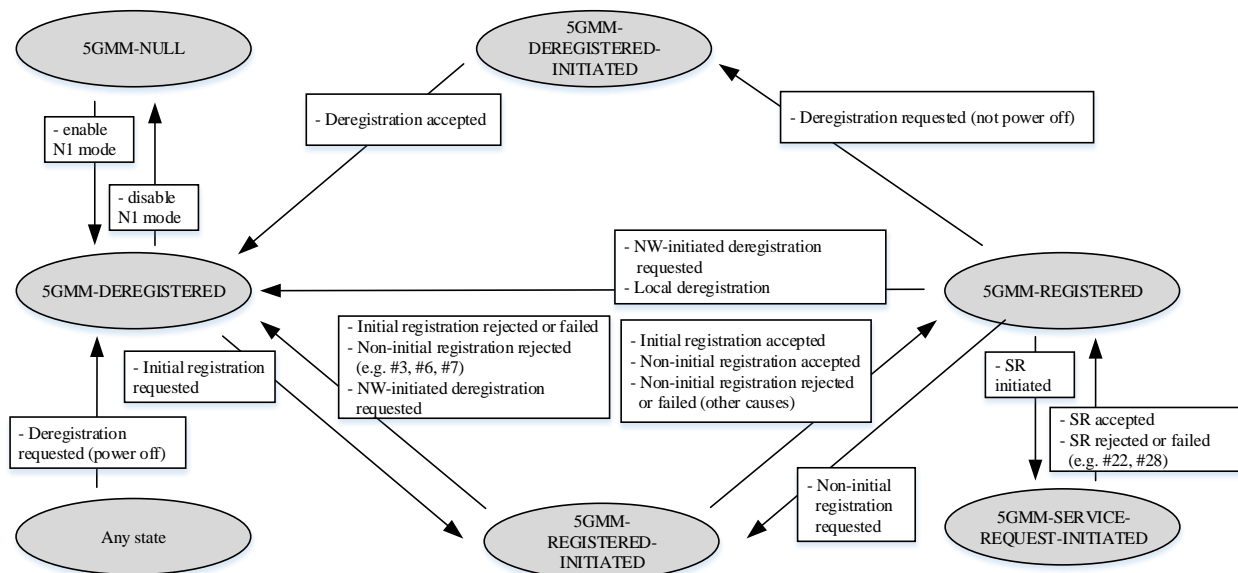 5GMM-NULL
5GMM-
DEREGISTERED-
INITIATED
- Deregistration accepted
- Deregistration requested (not power off)
- enable
N1 mode
- disable
N1 mode
5GMM-DEREGISTERED
- NW-initiated deregistration
requested
- Local deregistration
5GMM-REGISTERED
- Initial registration
requested
- Initial registration rejected or failed
- Non-initial registration rejected
(e.g. #3, #6, #7)
- NW-initiated deregistration
requested
- Initial registration accepted
- Non-initial registration accepted
- Non-initial registration rejected
or failed (other causes)
- SR
initiated
- Deregistration
requested (power off)
- SR accepted
- SR rejected or failed
(e.g. #22, #28)
- Non-initial
registration
requested
Any state
5GMM-
REGISTERED-
INITIATED
5GMM-SERVICE-
REQUEST-INITIATED